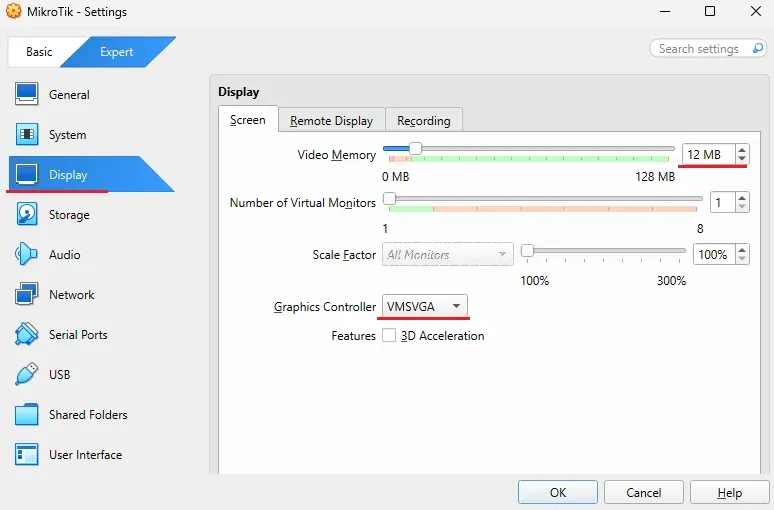 MikroTik - Settings
Basic
Expert
Search settings
General
System
Display
Storage
Audio
Network
Serial Ports
USB
Shared Folders
User Interface
Display
Screen
Remote Display
Recording
Video Memory
12 MB
0 MB
128 MB
Number of Virtual Monitors
1
1
8
Scale Factor
All Monitors
100%
100%
300%
Graphics Controller
VMSVGA
Features
3D Acceleration
OK
Cancel
Help